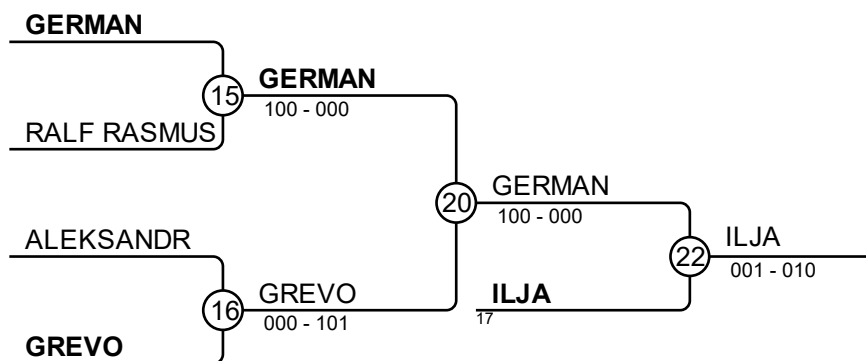 GERMAN
15
GERMAN
100 - 000
RALF RASMUS
20
GERMAN
100 - 000
ALEKSANDR
22
ILJA
001 - 010
16
GREVO
000 - 101
ILJA
17
GREVO